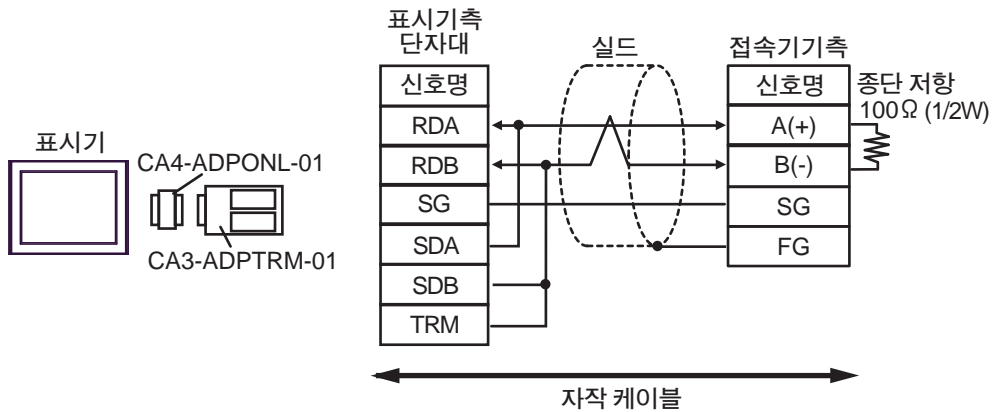 표시기
CA4-ADPONL-01
CA3-ADPTRM-01
표시기측
단자대
신호명
RDA
RDB
SG
SDA
SDB
TRM
실드
접속기기측
신호명
A(+)
B(-)
SG
FG
종단 저항
100Ω (1/2W)
자작 케이블